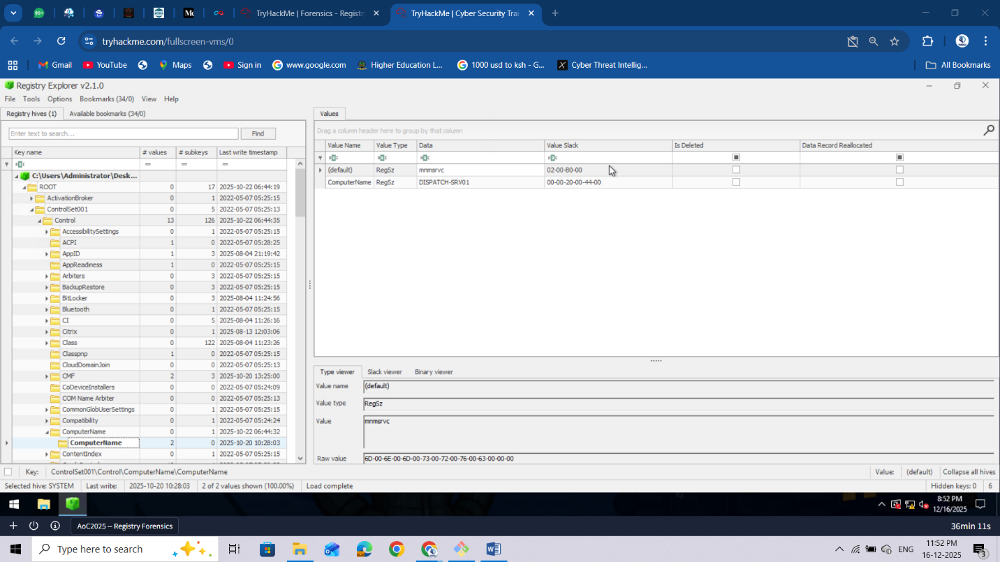 99+
M
TryHackMe | Forensics - Registr
TryHackMe | Cyber Security Trai
tryhackme.com/fullscreen-vms/0
Gmail
YouTube
Maps
Sign in
www.google.com
Higher Education L...
1000 usd to ksh - G...
Cyber Threat Intellig...
All Bookmarks
Registry Explorer v2.1.0
File Tools Options Bookmarks (34/0) View Help
Registry hives (1) Available bookmarks (34/0)
Values
Enter text to search...
Find
Drag a column header here to group by that column
Key name # values # subkeys Last write timestamp
Value Name Value Type Data Value Slack Is Deleted Data Record Reallocated
(default) RegSz mnmsrvc 02-00-B0-00
ComputerName RegSz DISPATCH-SRV01 00-00-20-00-44-00
C:\Users\Administrator\Desk...
ROOT 0 17 2025-10-22 06:44:19
ActivationBroker 0 1 2022-05-07 05:25:15
ControlSet001 0 5 2022-05-07 05:25:13
Control 13 126 2025-10-22 06:44:35
AccessibilitySettings 0 1 2022-05-07 05:25:15
ACPI 1 0 2022-05-07 05:28:25
AppID 1 3 2025-08-04 21:19:42
AppReadiness 1 0 2022-05-07 05:25:15
Arbiters 0 3 2022-05-07 05:25:15
BackupRestore 0 3 2022-05-07 05:25:15
BitLocker 0 3 2025-08-04 11:24:56
Bluetooth 0 1 2022-05-07 05:25:15
CI 0 5 2025-08-04 11:26:16
Citrix 0 1 2025-08-13 12:03:06
Class 0 122 2025-08-04 11:23:26
Classpnp 1 0 2022-05-07 05:25:15
CloudDomainJoin 0 0 2022-05-07 05:25:13
CMF 2 3 2025-10-20 13:25:00
CoDeviceInstallers 0 0 2022-05-07 05:24:09
COM Name Arbiter 0 0 2022-05-07 05:25:13
CommonGlobUserSettings 0 1 2022-05-07 05:25:15
Compatibility 0 1 2022-05-07 05:24:24
ComputerName 0 1 2025-10-22 06:44:32
ComputerName 2 0 2025-10-20 10:28:03
ContentIndex 0 1 2022-05-07 05:25:15
Type viewer Slack viewer Binary viewer
Value name (default)
Value type RegSz
Value mnmsrvc
Raw value 6D-00-6E-00-6D-00-73-00-72-00-76-00-63-00-00-00
Key: ControlSet001\Control\ComputerName\ComputerName
Value: (default) Collapse all hives
Selected hive: SYSTEM Last write: 2025-10-20 10:28:03 2 of 2 values shown (100.00%) Load complete
Hidden keys: 0 6
8:52 PM
12/16/2025
AoC2025 -- Registry Forensics
36min 11s
Type here to search
ENG
11:52 PM
16-12-2025
3